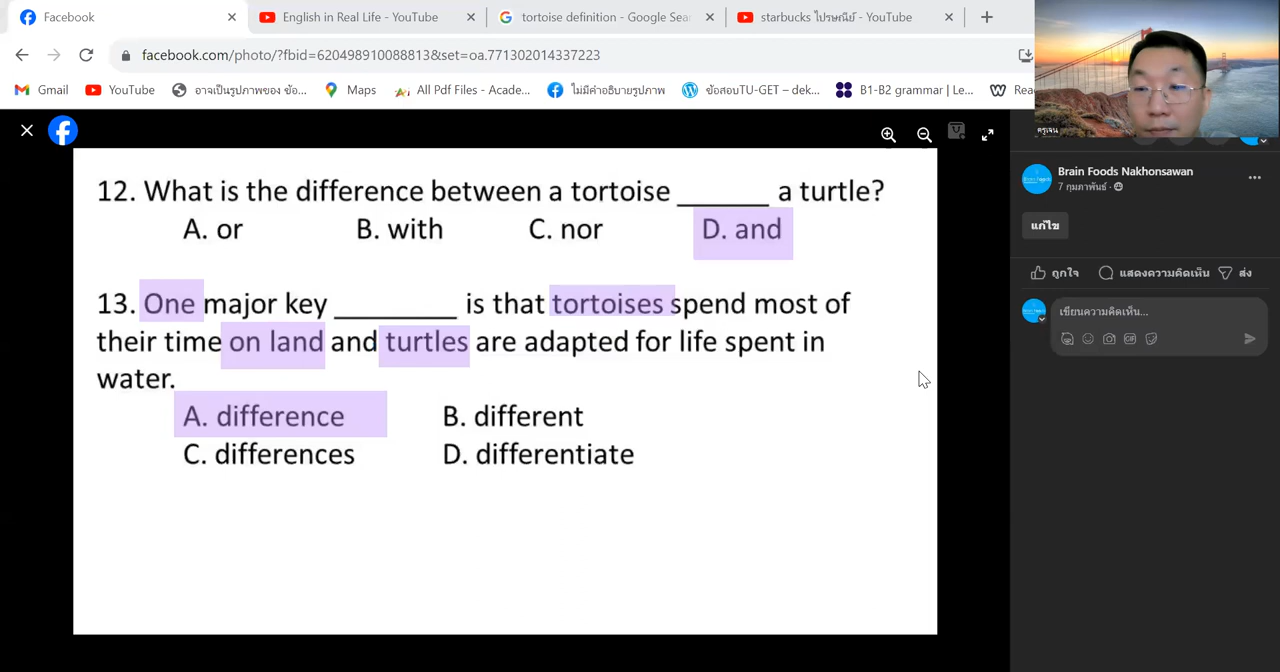 Facebook
English in Real Life - YouTube
tortoise definition - Google Sea
starbucks ไปรษณีย์ - YouTube
facebook.com/photo/?fbid=620498910088813&set=oa.771302014337223
Gmail
YouTube
อาจเป็นรูปภาพของ ข้อ...
Maps
All Pdf Files - Acade...
ไม่มีคำอธิบายรูปภาพ
ข้อสอบTU-GET – dek...
B1-B2 grammar | Le...
Rea
ครูเจน
12. What is the difference between a tortoise _______ a turtle?
A. or B. with C. nor D. and
13. One major key _________ is that tortoises spend most of
their time on land and turtles are adapted for life spent in
water.
A. difference B. different
C. differences D. differentiate
Brain Foods Nakhonsawan
7 กุมภาพันธ์ ·
แก้ไข
ถูกใจ
แสดงความคิดเห็น
ส่ง
เขียนความคิดเห็น...